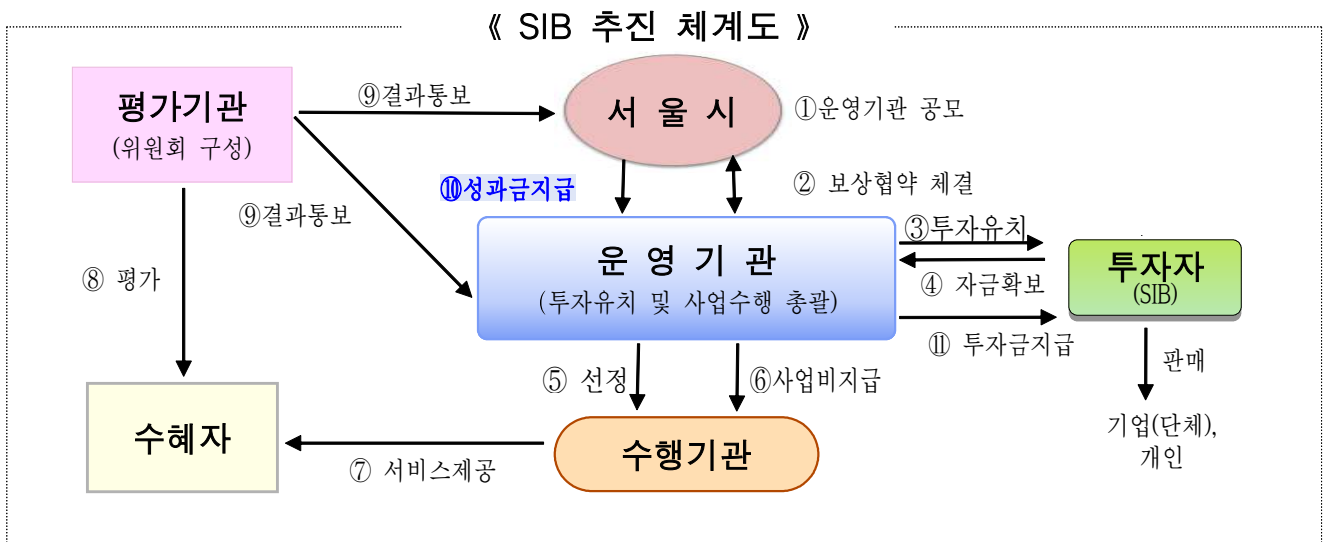 《 SIB 추진 체계도 》
평가기관
(위원회 구성)
⑨결과통보
서 울 시
①운영기관 공모
⑩성과금지급
② 보상협약 체결
⑨결과통보
③투자유치
운 영 기 관
(투자유치 및 사업수행 총괄)
④ 자금확보
투자자
(SIB)
⑧ 평가
⑪ 투자금지급
판매
⑤ 선정
⑥사업비지급
기업(단체),
개인
수혜자
⑦ 서비스제공
수행기관